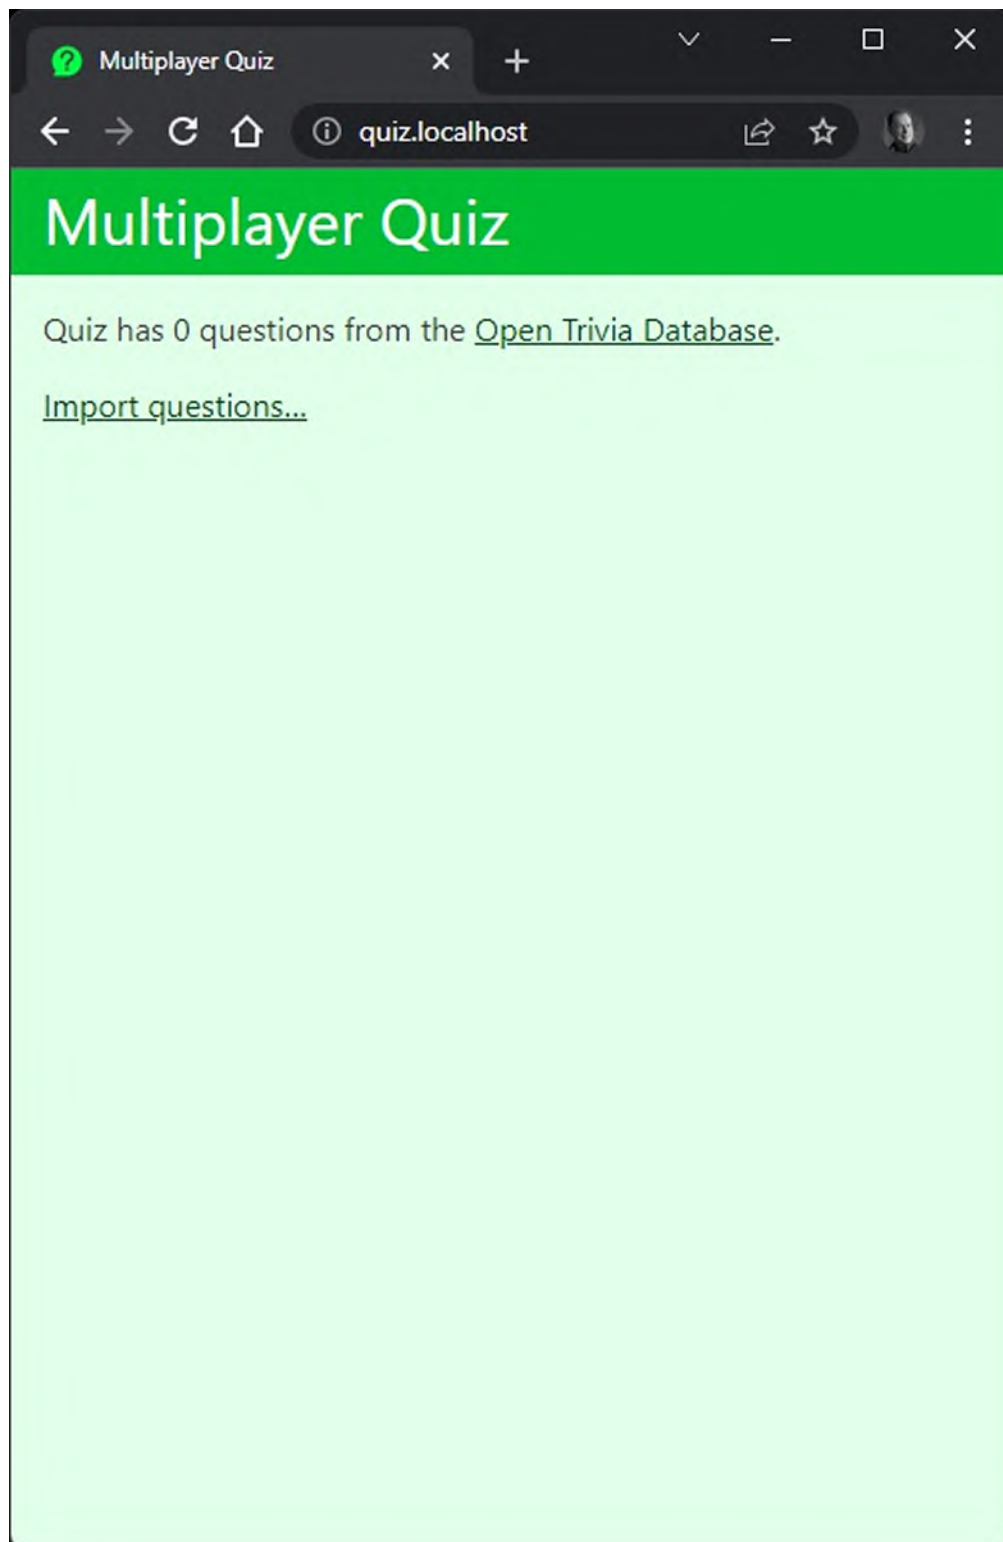 Multiplayer Quiz
quiz.localhost
Multiplayer Quiz
Quiz has 0 questions from the Open Trivia Database.
Import questions...